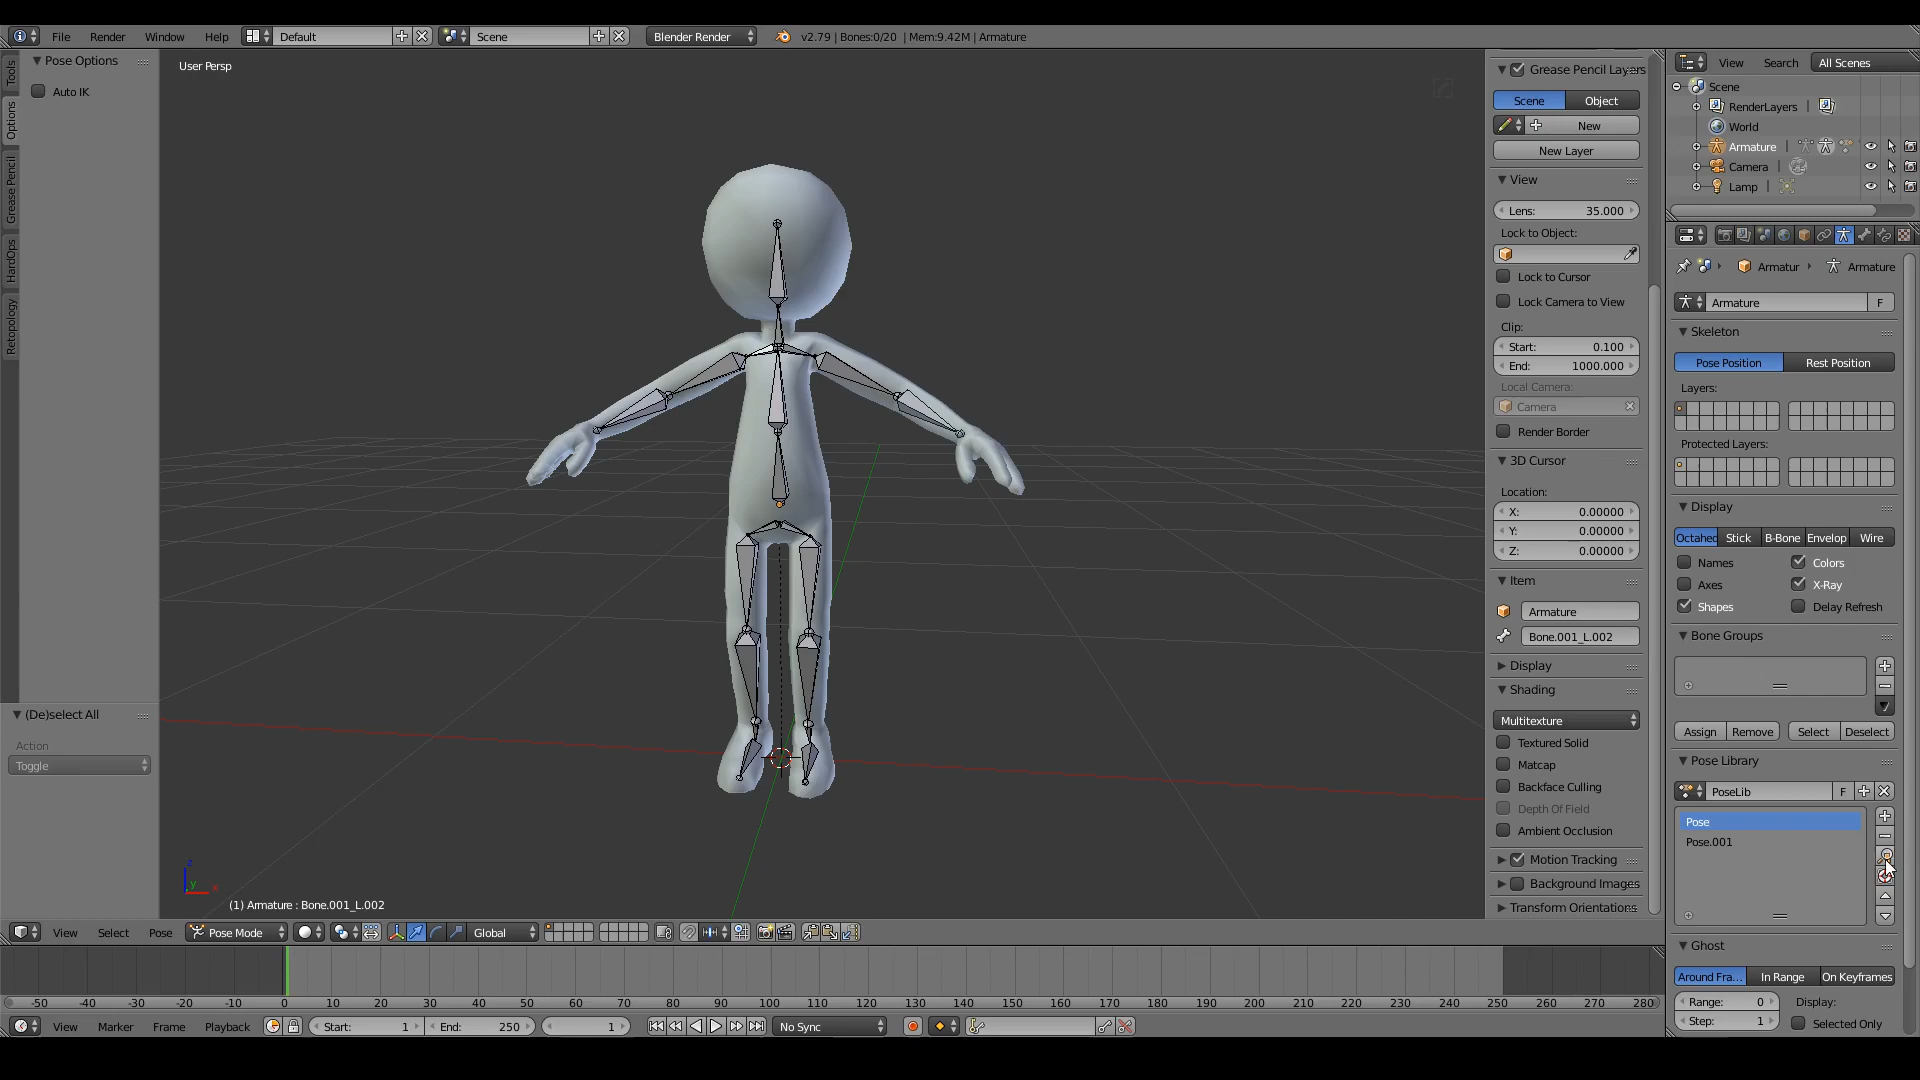 File Render Window Help Default Scene Blender Render v2.79 | Bones:0/20 | Mem:9.42M | Armature
Tools
Options
Grease Pencil
HardOps
Retopology
Pose Options
Auto IK
(De)select All
Action
Toggle
User Persp
(1) Armature : Bone.001_L.002
Grease Pencil Layers
Scene Object
New
New Layer
View
Lens: 35.000
Lock to Object:
Lock to Cursor
Lock Camera to View
Clip:
Start: 0.100
End: 1000.000
Local Camera:
Camera
Render Border
3D Cursor
Location:
X: 0.00000
Y: 0.00000
Z: 0.00000
Item
Armature
Bone.001_L.002
Display
Shading
Multitexture
Textured Solid
Matcap
Backface Culling
Depth Of Field
Ambient Occlusion
Motion Tracking
Background Images
Transform Orientations
View Search All Scenes
Scene
RenderLayers
World
Armature
Camera
Lamp
Armatur Armature
Armature F
Skeleton
Pose Position Rest Position
Layers:
Protected Layers:
Display
Octahed Stick B-Bone Envelop Wire
Names Colors
Axes X-Ray
Shapes Delay Refresh
Bone Groups
Assign Remove Select Deselect
Pose Library
PoseLib F
Pose
Pose.001
Ghost
Around Fra... In Range On Keyframes
Range: 0 Display:
Step: 1 Selected Only
z
y
x
View Select Pose Pose Mode Global
-50 -40 -30 -20 -10 0 10 20 30 40 50 60 70 80 90 100 110 120 130 140 150 160 170 180 190 200 210 220 230 240 250 260 270 280
View Marker Frame Playback Start: 1 End: 250 1 No Sync